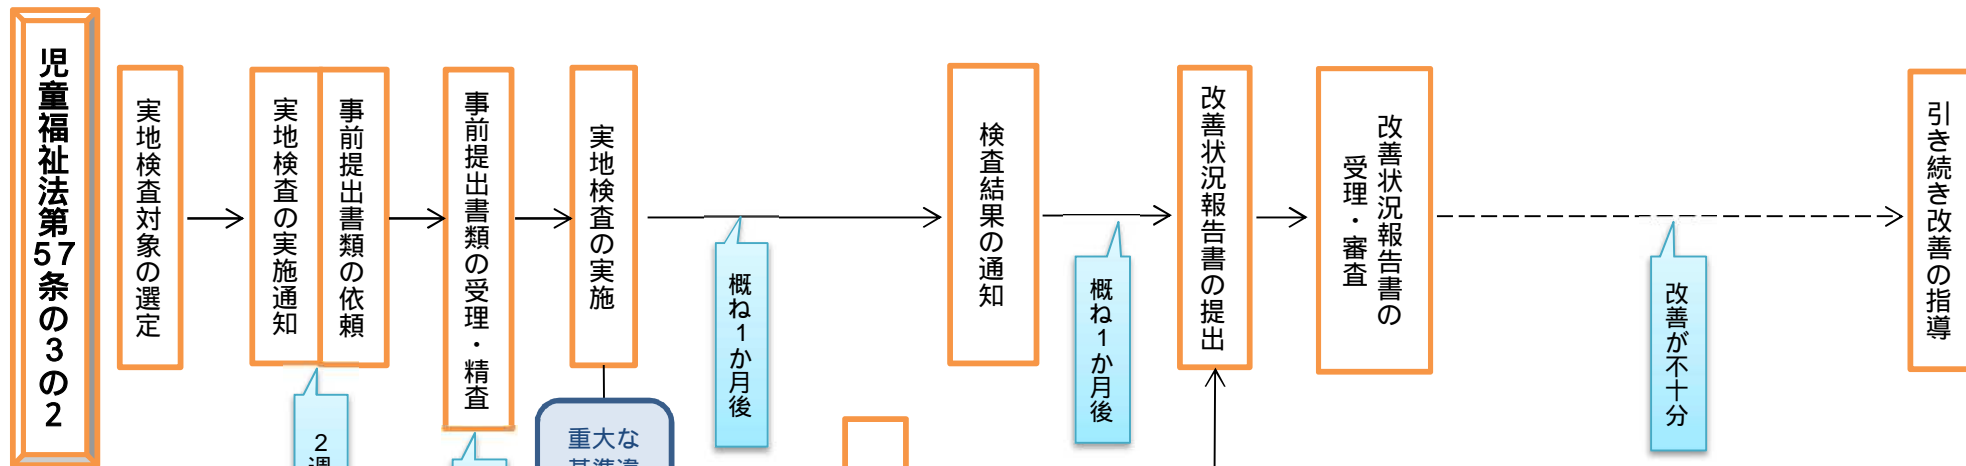 児童福祉法第57条の3の2
実地検査対象の選定
実地検査の実施通知
事前提出書類の依頼
事前提出書類の受理・精査
実地検査の実施
検査結果の通知
改善状況報告書の提出
改善状況報告書の
受理・審査
引き続き改善の指導
概ね1か月後
概ね1か月後
改善が不十分
2週
重大な
基準違